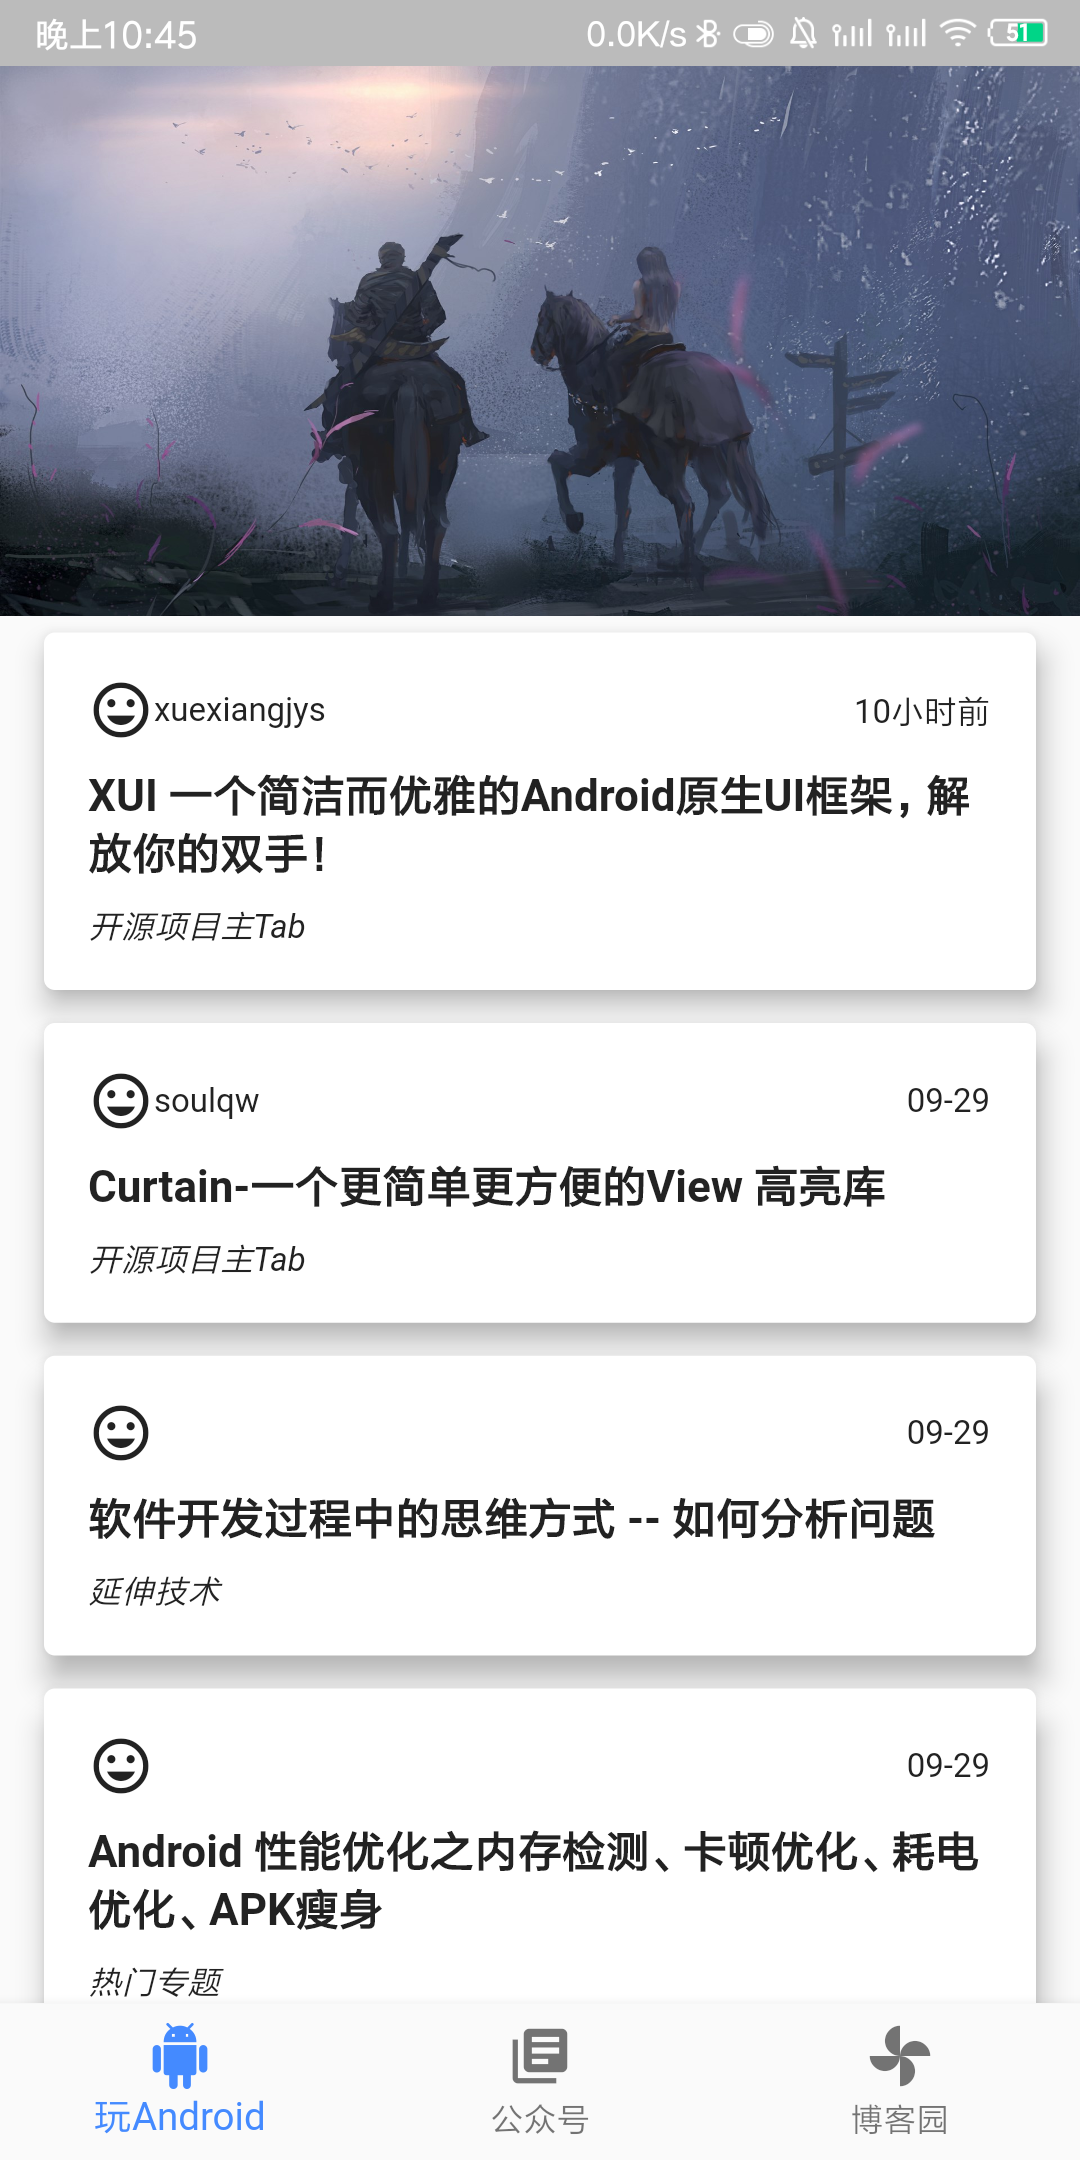 晚上10:45
0.0K/s
51
xuexiangjys
10小时前
XUI 一个简洁而优雅的Android原生UI框架，解
放你的双手！
开源项目主Tab
soulqw
09-29
Curtain-一个更简单更方便的View 高亮库
开源项目主Tab
09-29
软件开发过程中的思维方式 -- 如何分析问题
延伸技术
09-29
Android 性能优化之内存检测、卡顿优化、耗电
优化、APK瘦身
热门专题
玩Android
公众号
博客园